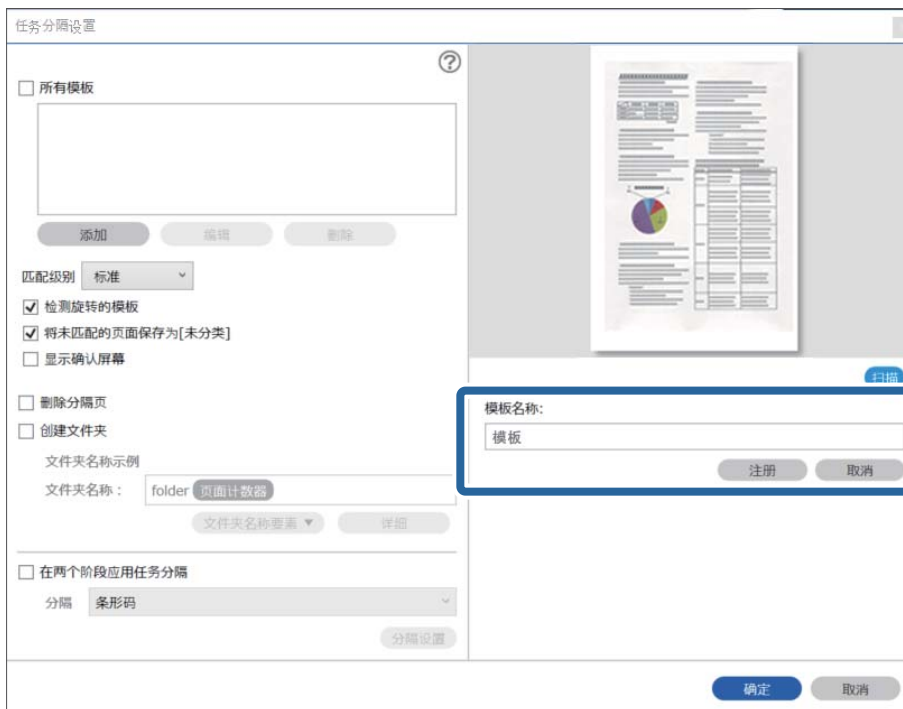 任务分隔设置
所有模板
添加 编辑 删除
匹配级别 标准
检测旋转的模板
将未匹配的页面保存为[未分类]
显示确认屏幕
删除分隔页
创建文件夹
文件夹名称示例
文件夹名称： folder 页面计数器
文件夹名称要素 ▼ 详细
在两个阶段应用任务分隔
分隔 条形码
分隔设置
扫描
模板名称:
模板
注册 取消
确定 取消